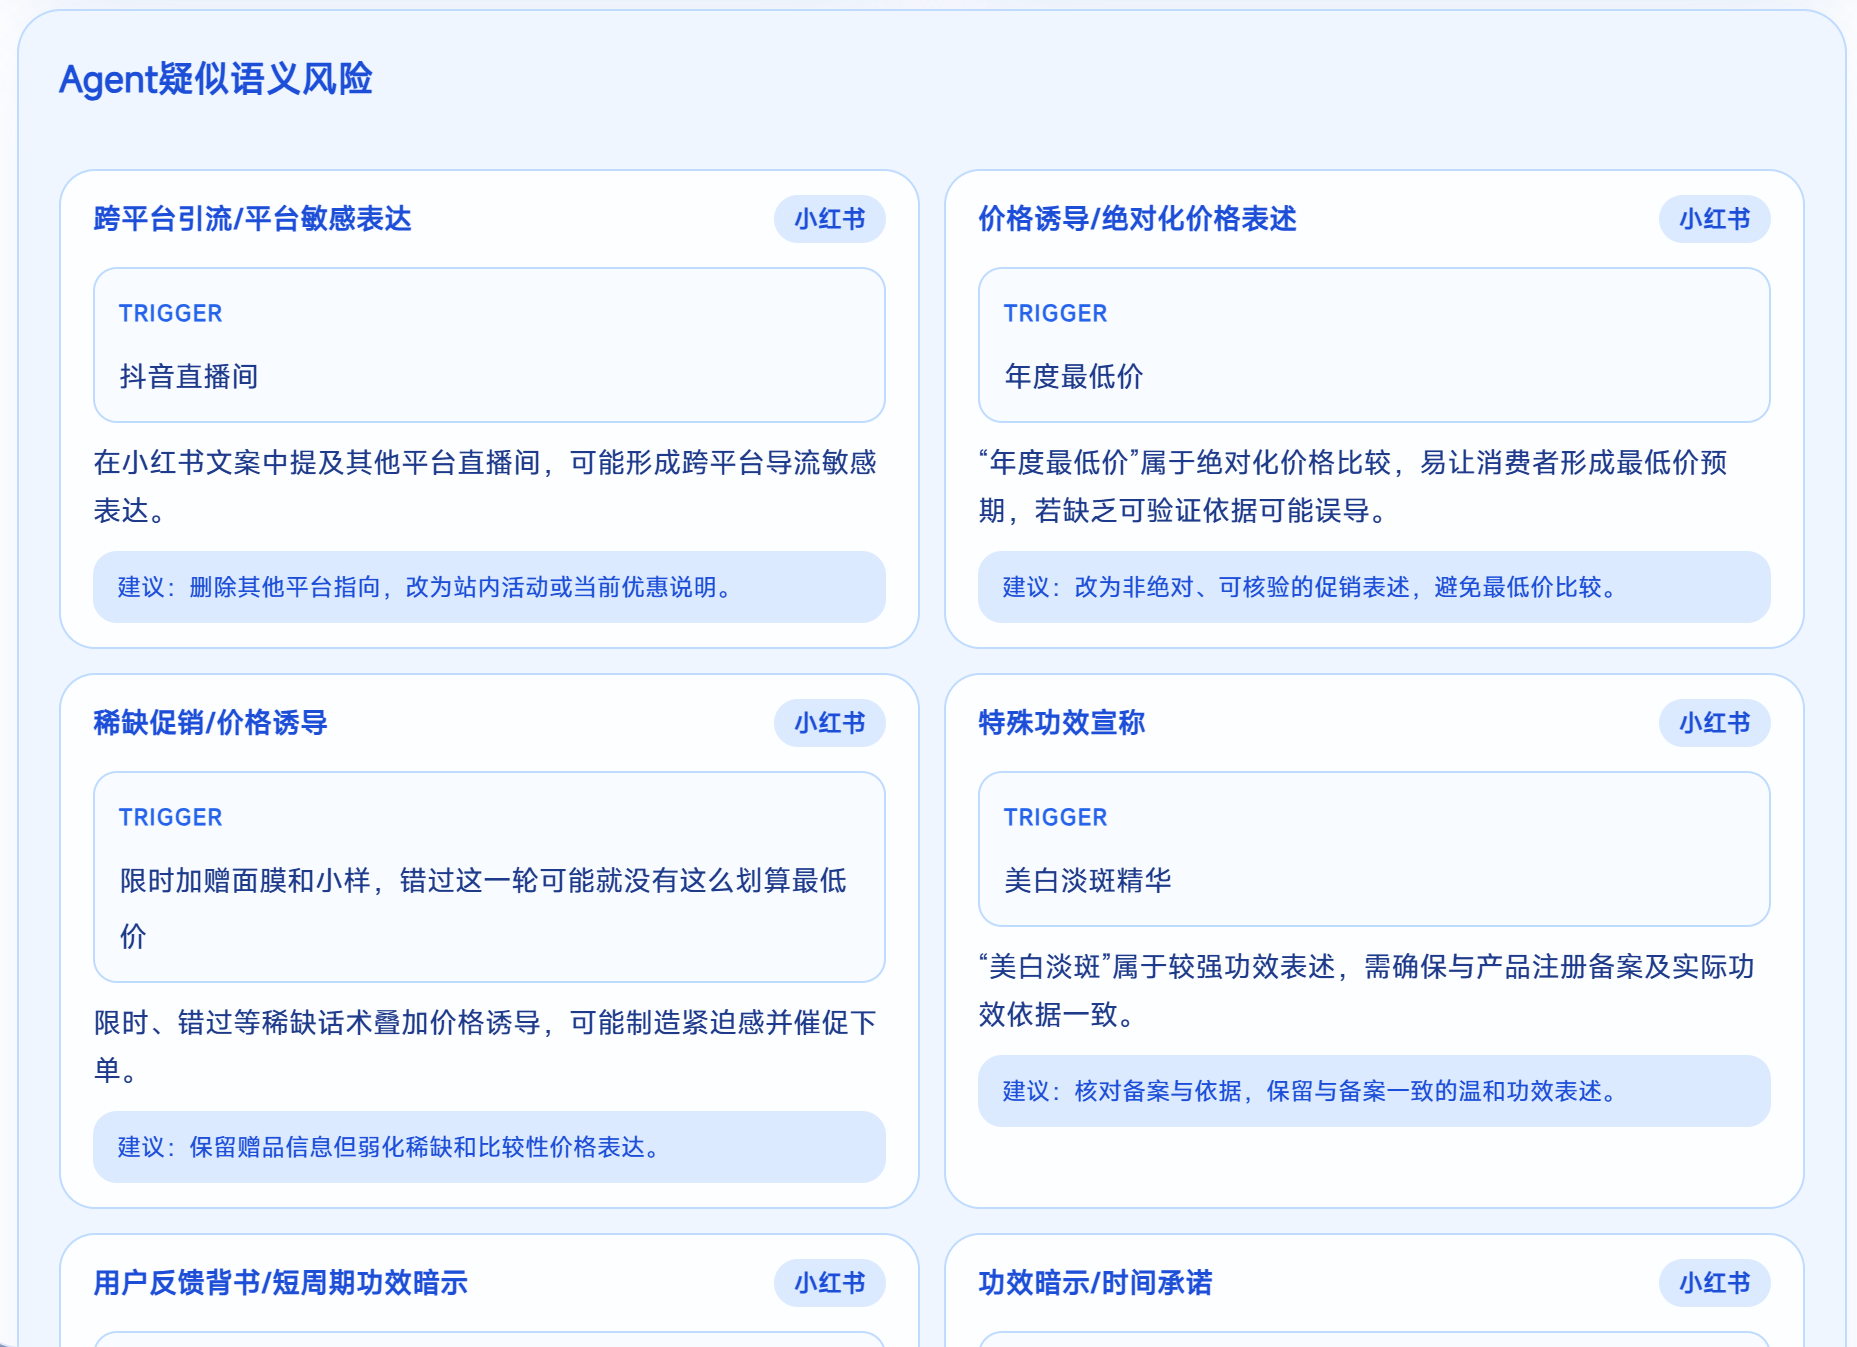 Agent疑似语义风险
跨平台引流/平台敏感表达
小红书
TRIGGER
抖音直播间
在小红书文案中提及其他平台直播间，可能形成跨平台导流敏感
表达。
建议：删除其他平台指向，改为站内活动或当前优惠说明。
价格诱导/绝对化价格表述
小红书
TRIGGER
年度最低价
“年度最低价”属于绝对化价格比较，易让消费者形成最低价预
期，若缺乏可验证依据可能误导。
建议：改为非绝对、可核验的促销表述，避免最低价比较。
稀缺促销/价格诱导
小红书
TRIGGER
限时加赠面膜和小样，错过这一轮可能就没有这么划算最低
价
限时、错过等稀缺话术叠加价格诱导，可能制造紧迫感并催促下
单。
建议：保留赠品信息但弱化稀缺和比较性价格表达。
特殊功效宣称
小红书
TRIGGER
美白淡斑精华
“美白淡斑”属于较强功效表述，需确保与产品注册备案及实际功
效依据一致。
建议：核对备案与依据，保留与备案一致的温和功效表述。
用户反馈背书/短周期功效暗示
小红书
功效暗示/时间承诺
小红书